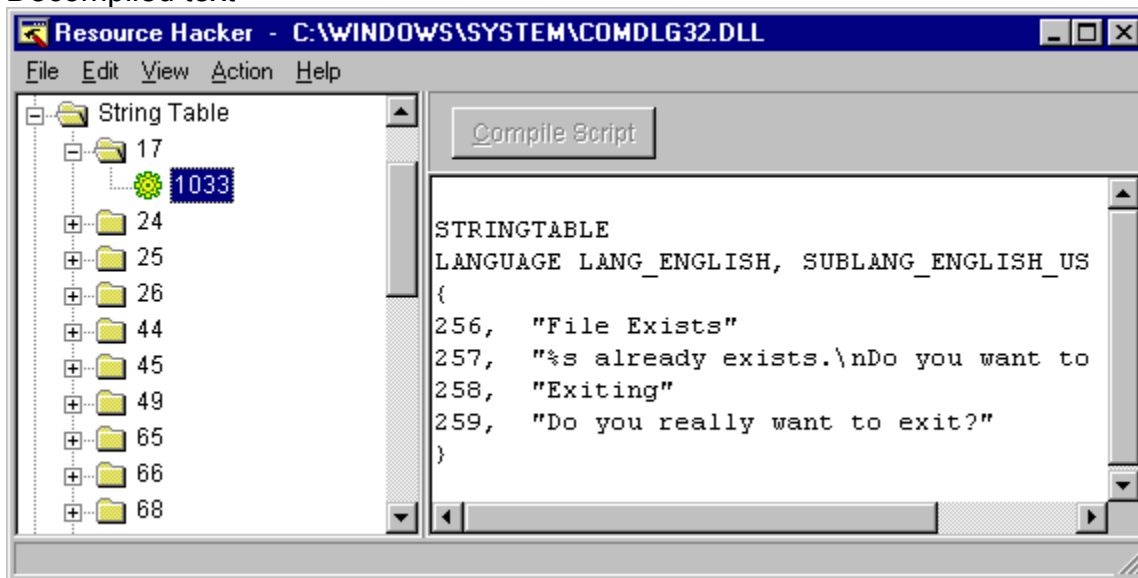 Decompiled text
Resource Hacker - C:\WINDOWS\SYSTEM\COMDLG32.DLL
File Edit View Action Help
String Table
17
1033
24
25
26
44
45
49
65
66
68
Compile Script
STRINGTABLE
LANGUAGE LANG_ENGLISH, SUBLANG_ENGLISH_US
{
256, "File Exists"
257, "%s already exists.\nDo you want to
258, "Exiting"
259, "Do you really want to exit?"
}